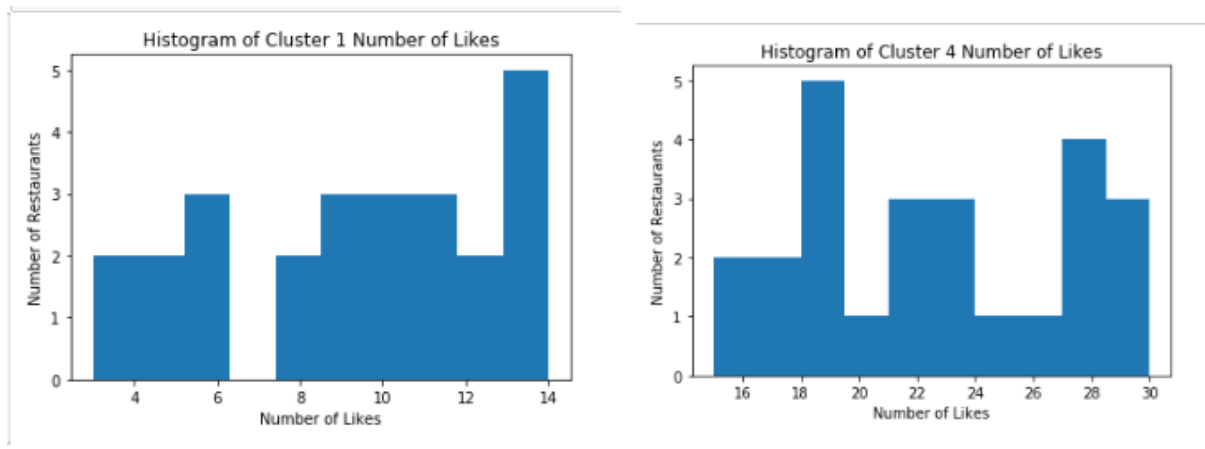 Histogram of Cluster 1 Number of Likes
5
4
3
2
1
0
Number of Restaurants
4 6 8 10 12 14
Number of Likes
Histogram of Cluster 4 Number of Likes
5
4
3
2
1
0
Number of Restaurants
16 18 20 22 24 26 28 30
Number of Likes